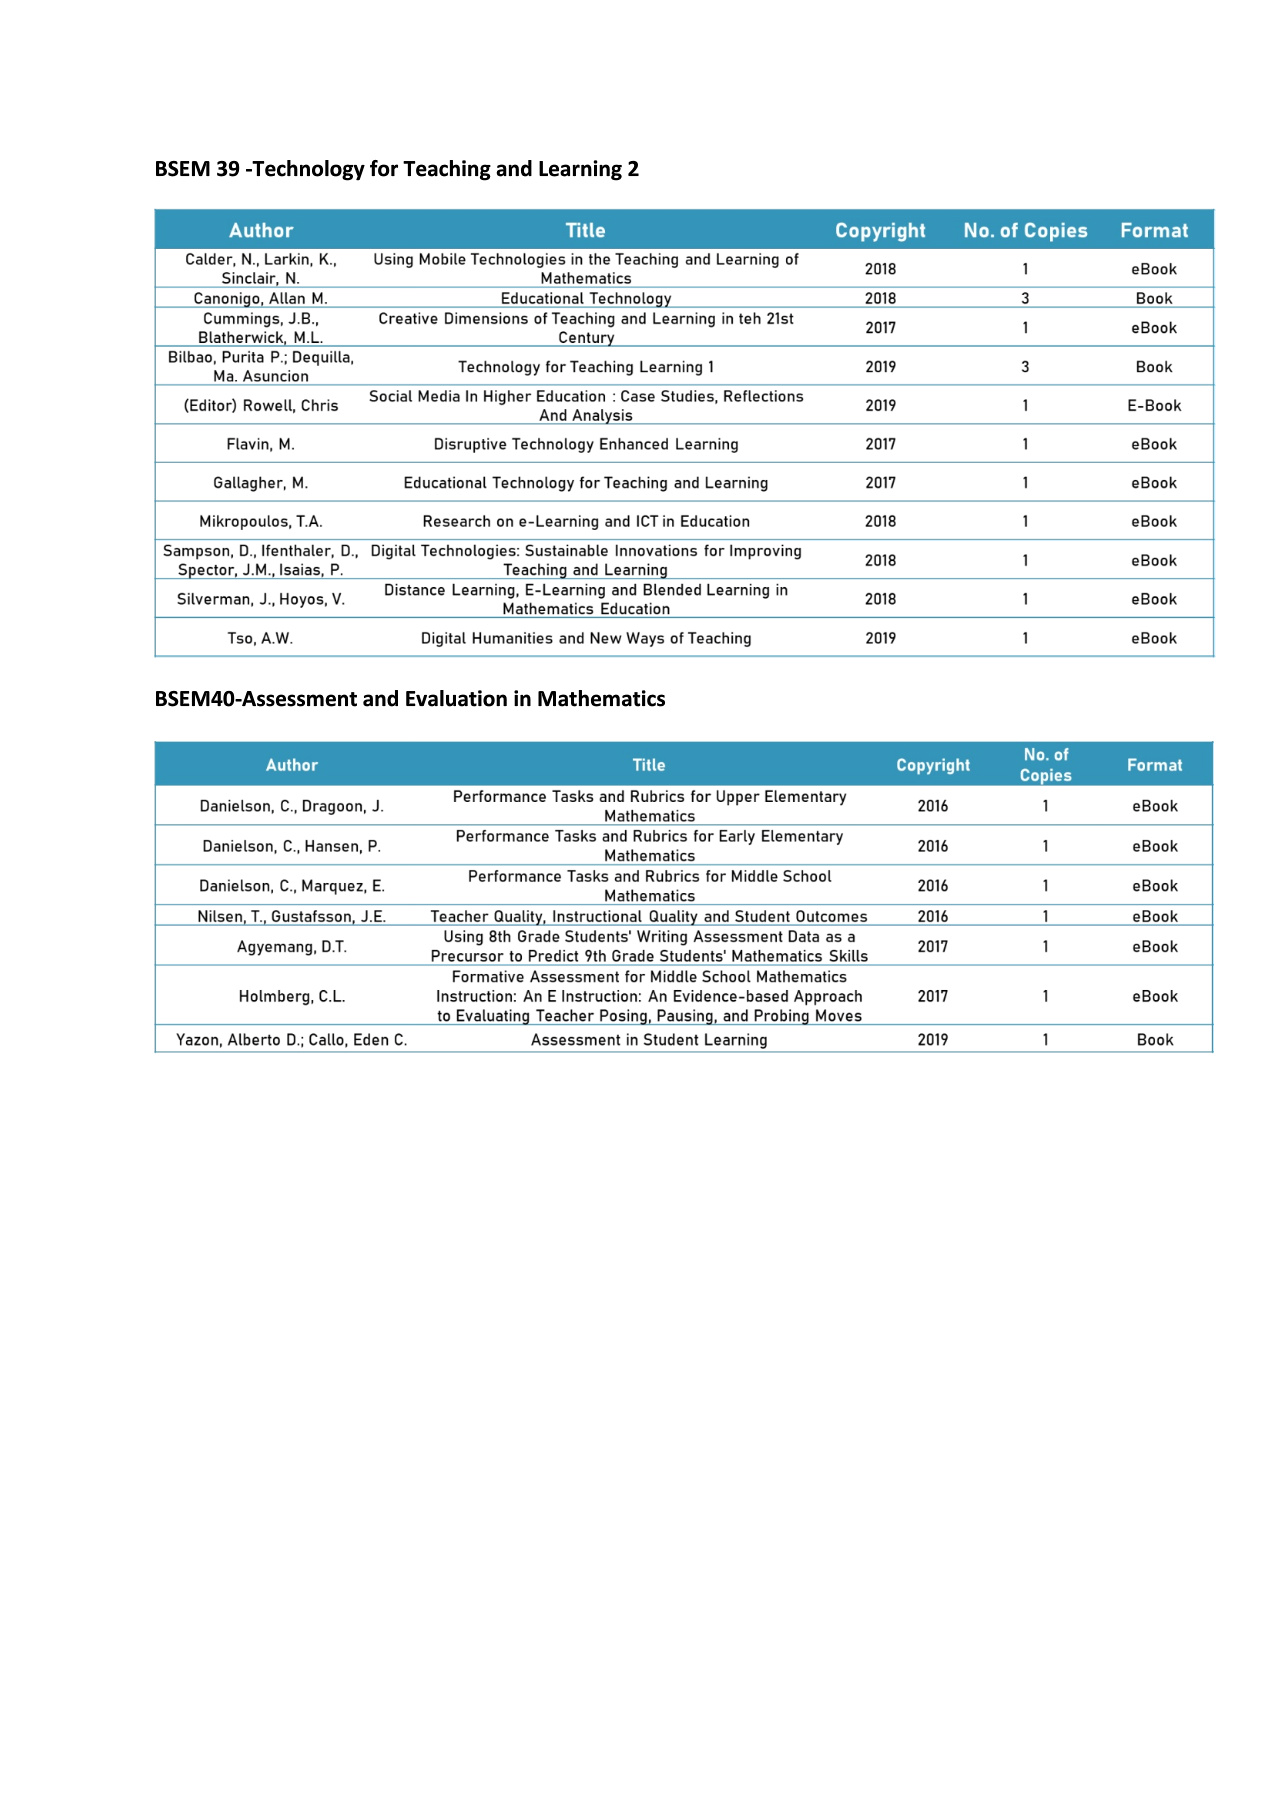 BSEM 39 -Technology for Teaching and Learning 2
Author Title Copyright No. of Copies Format
Calder, N., Larkin, K., Using Mobile Technologies in the Teaching and Learning of
Sinclair, N. Mathematics 2018 1 eBook
Canonigo, Allan M. Educational Technology 2018 3 Book
Cummings, J.B., Creative Dimensions of Teaching and Learning in teh 21st
Blatherwick, M.L. Century 2017 1 eBook
Bilbao, Purita P.; Dequilla,
Ma. Asuncion Technology for Teaching Learning 1 2019 3 Book
(Editor) Rowell, Chris Social Media In Higher Education : Case Studies, Reflections
And Analysis 2019 1 E-Book
Flavin, M. Disruptive Technology Enhanced Learning 2017 1 eBook
Gallagher, M. Educational Technology for Teaching and Learning 2017 1 eBook
Mikropoulos, T.A. Research on e-Learning and ICT in Education 2018 1 eBook
Sampson, D., Ifenthaler, D., Digital Technologies: Sustainable Innovations for Improving
Spector, J.M., Isaias, P. Teaching and Learning 2018 1 eBook
Silverman, J., Hoyos, V. Distance Learning, E-Learning and Blended Learning in
Mathematics Education 2018 1 eBook
Tso, A.W. Digital Humanities and New Ways of Teaching 2019 1 eBook
BSEM40-Assessment and Evaluation in Mathematics
Author Title Copyright No. of
Copies Format
Danielson, C., Dragoon, J. Performance Tasks and Rubrics for Upper Elementary
Mathematics 2016 1 eBook
Danielson, C., Hansen, P. Performance Tasks and Rubrics for Early Elementary
Mathematics 2016 1 eBook
Danielson, C., Marquez, E. Performance Tasks and Rubrics for Middle School
Mathematics 2016 1 eBook
Nilsen, T., Gustafsson, J.E. Teacher Quality, Instructional Quality and Student Outcomes 2016 1 eBook
Agyemang, D.T. Using 8th Grade Students' Writing Assessment Data as a
Precursor to Predict 9th Grade Students' Mathematics Skills 2017 1 eBook
Formative Assessment for Middle School Mathematics
Holmberg, C.L. Instruction: An E Instruction: An Evidence-based Approach 2017 1 eBook
to Evaluating Teacher Posing, Pausing, and Probing Moves
Yazon, Alberto D.; Callo, Eden C. Assessment in Student Learning 2019 1 Book